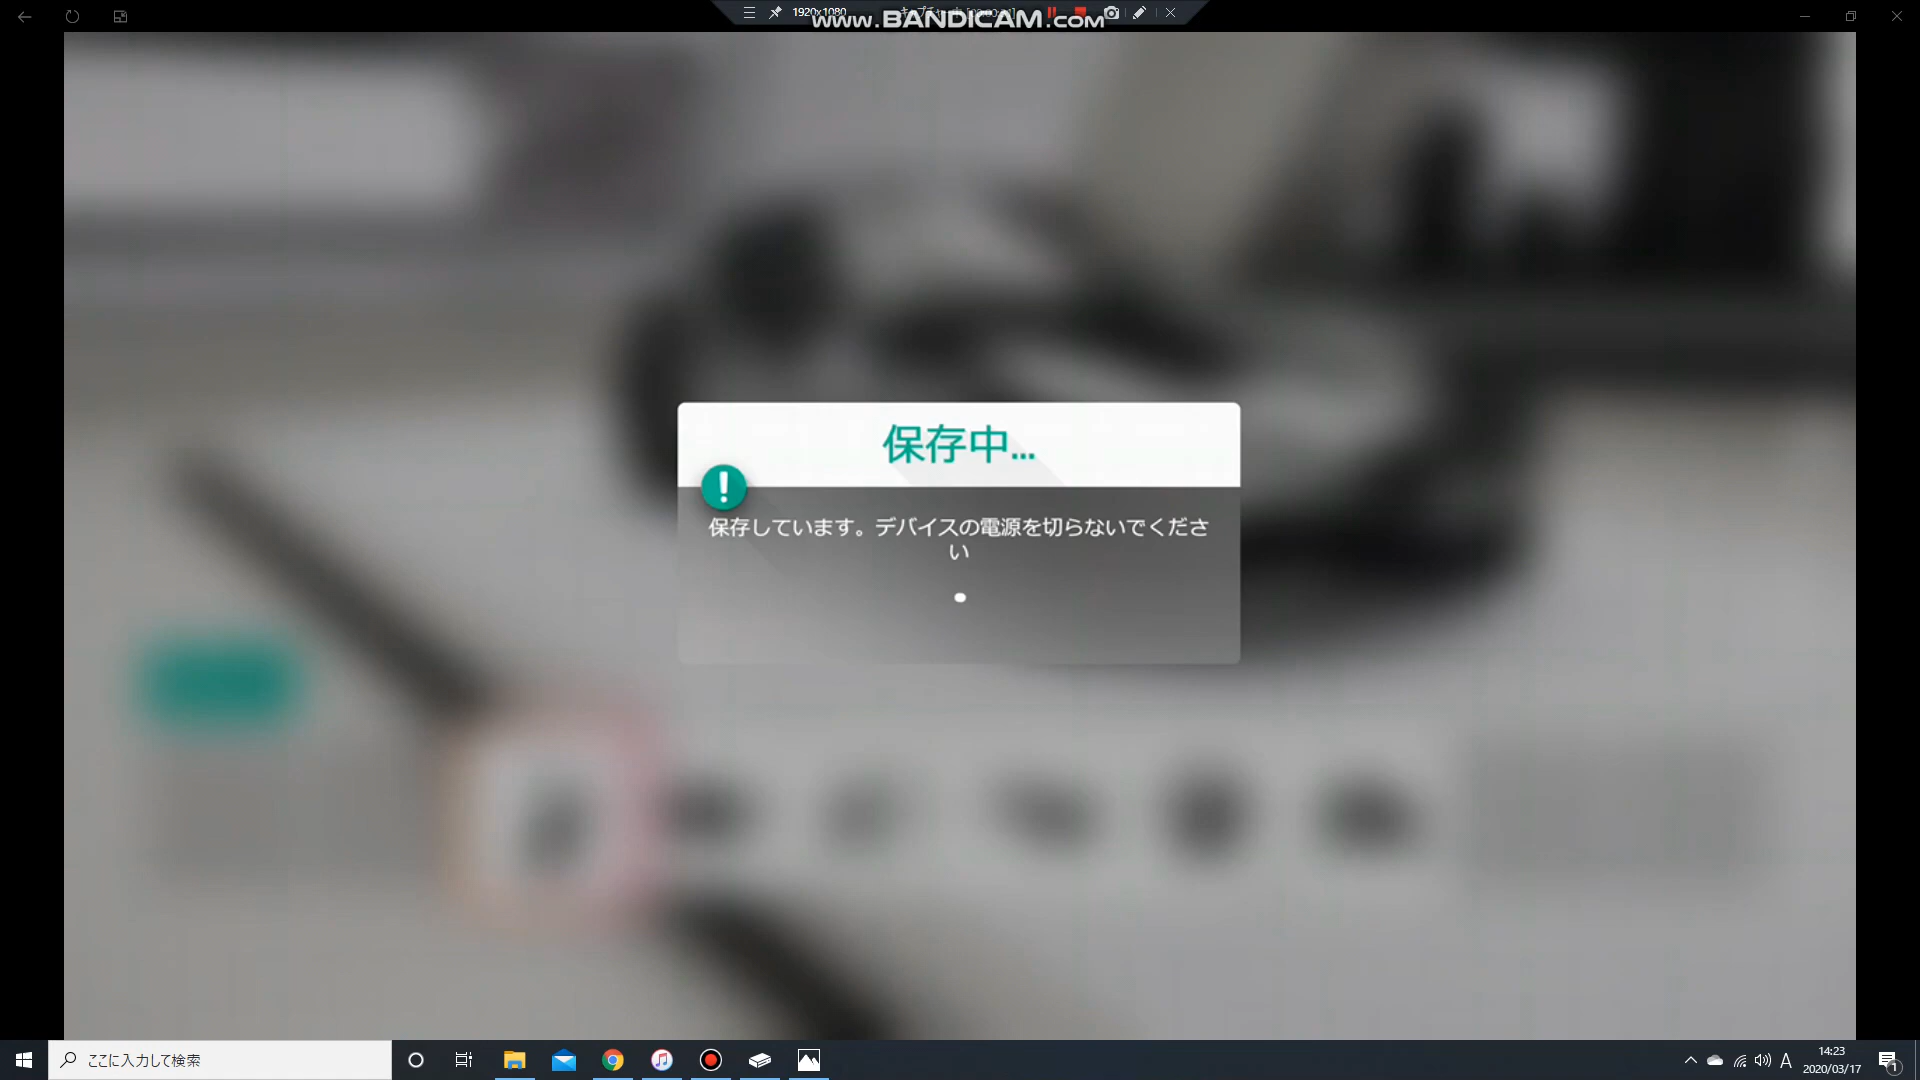 1920x1080
www.BANDICAM.com
保存中...
保存しています。デバイスの電源を切らないでくださ
い
ここに入力して検索
A
14:23
2020/03/17
1